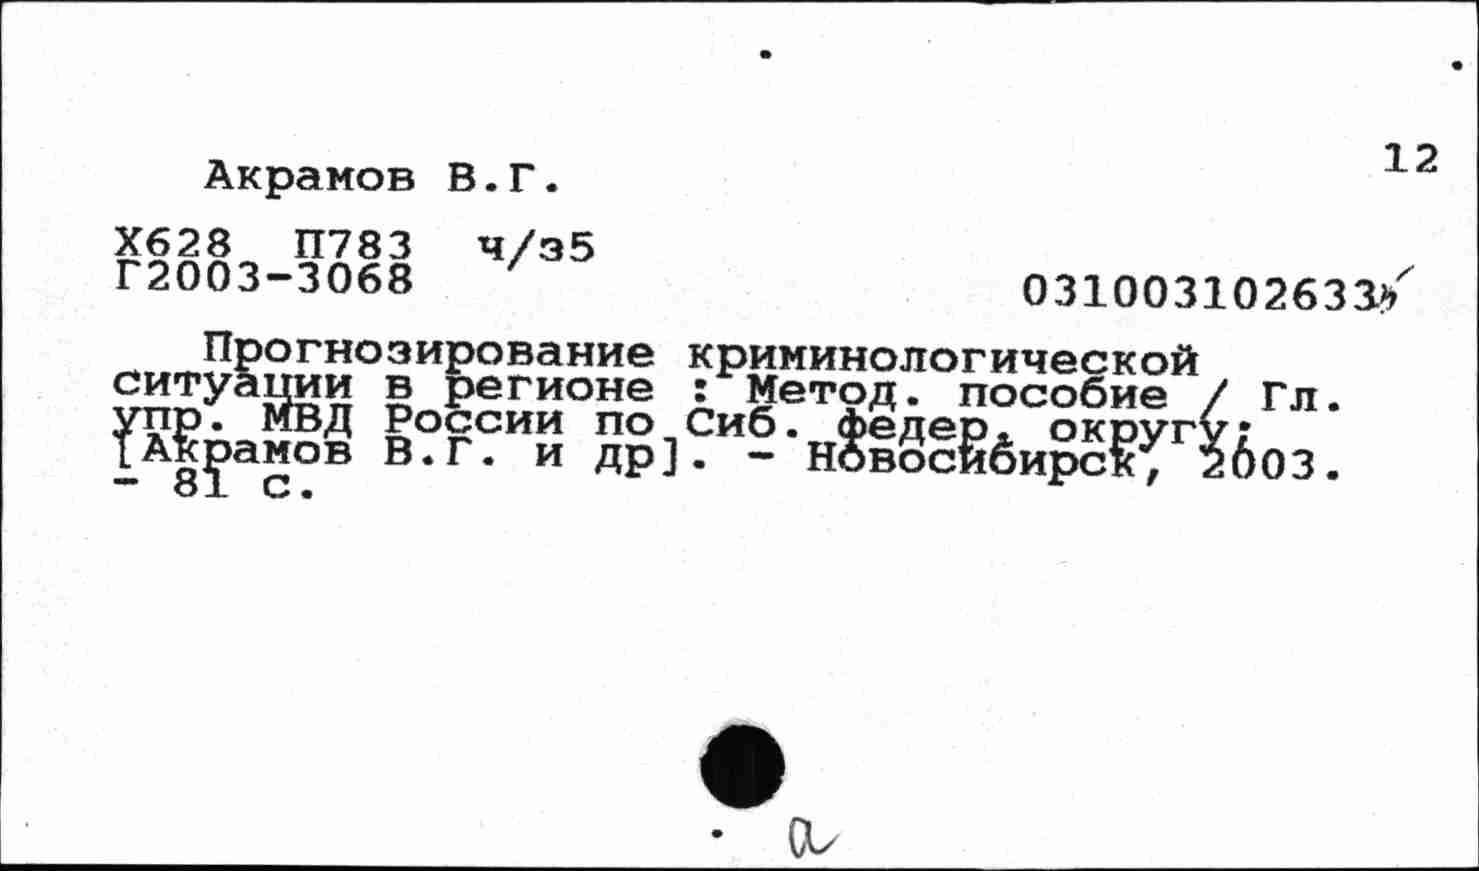 12
Акрамов В.Г.
Х628 П783 ч/з5
Г2003-3068
031003102633
Прогнозирование криминологической
ситуации в регионе : Метод. пособие / Гл.
упр. МВД России по Сиб. федер. округу;
[Акрамов В.Г. и др]. - Новосибирск, 2003.
- 81 с.
а